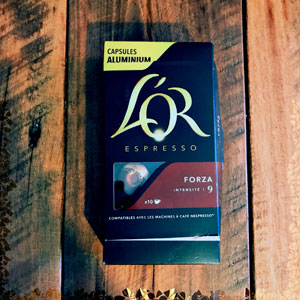 CAPSULES
ALUMINIUM
L'OR
ESPRESSO
FORZA
INTENSITÉ | 9
x10
COMPATIBLES AVEC LES MACHINES À CAFÉ NESPRESSO*